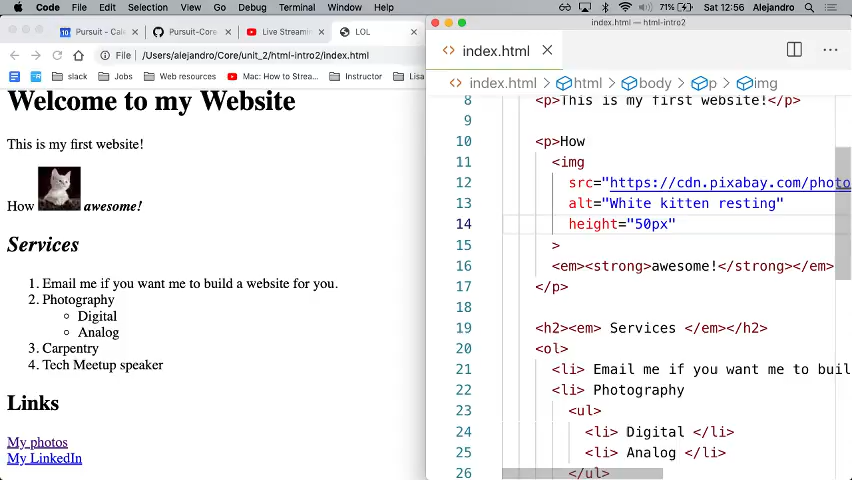 Code File Edit Selection View Go Debug Terminal Window Help 71% Sat 12:56 Alejandro
Pursuit - Cale
Pursuit-Core
Live Streamin
LOL
File /Users/alejandro/Core/unit_2/html-intro2/index.html
slack Jobs Web resources Mac: How to Strea... Instructor Lisa
Welcome to my Website
This is my first website!
How awesome!
Services
1. Email me if you want me to build a website for you.
2. Photography
Digital
Analog
3. Carpentry
4. Tech Meetup speaker
Links
My photos
My LinkedIn
index.html — html-intro2
index.html
index.html html body p img
8 <p>This is my first website!</p>
9
10 <p>How
11 <img
12 src="https://cdn.pixabay.com/photo
13 alt="White kitten resting"
14 height="50px"
15 >
16 <em><strong>awesome!</strong></em>
17 </p>
18
19 <h2><em> Services </em></h2>
20 <ol>
21 <li> Email me if you want me to buil
22 <li> Photography
23 <ul>
24 <li> Digital </li>
25 <li> Analog </li>
26 </ul>